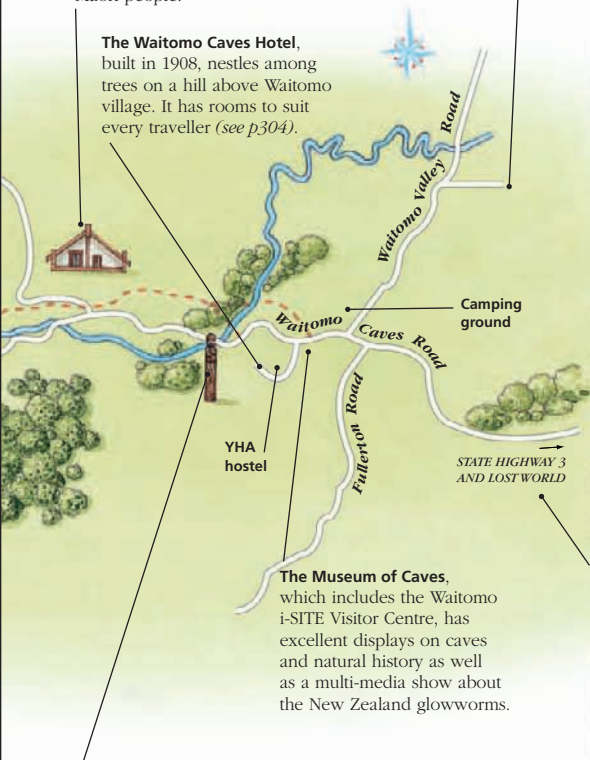 Maori people.
The Waitomo Caves Hotel,
built in 1908, nestles among
trees on a hill above Waitomo
village. It has rooms to suit
every traveller (see p304).
Waitomo Valley Road
Camping
ground
Waitomo Caves Road
Fullerton Road
YHA
hostel
STATE HIGHWAY 3
AND LOST WORLD
The Museum of Caves,
which includes the Waitomo
i-SITE Visitor Centre, has
excellent displays on caves
and natural history as well
as a multi-media show about
the New Zealand glowworms.